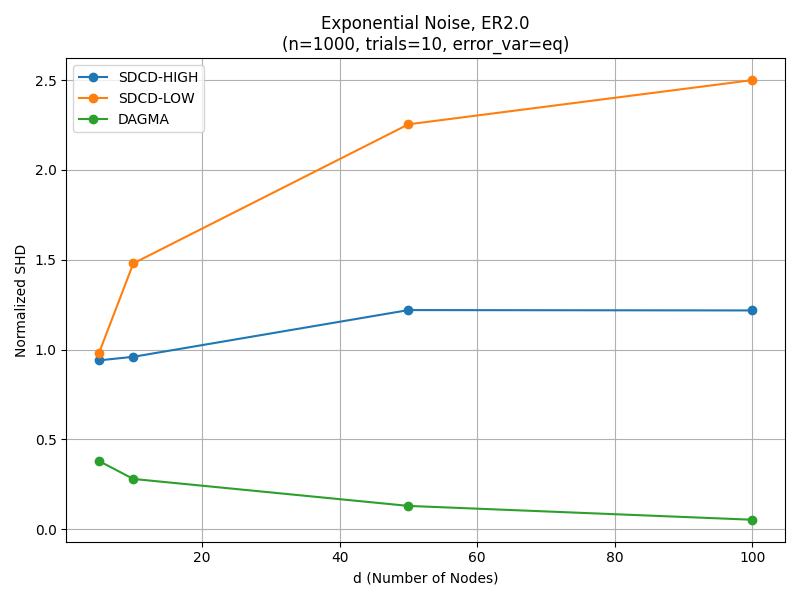 Exponential Noise, ER2.0
(n=1000, trials=10, error_var=eq)
SDCD-HIGH
SDCD-LOW
DAGMA
Normalized SHD
2.5
2.0
1.5
1.0
0.5
0.0
20 40 60 80 100
d (Number of Nodes)